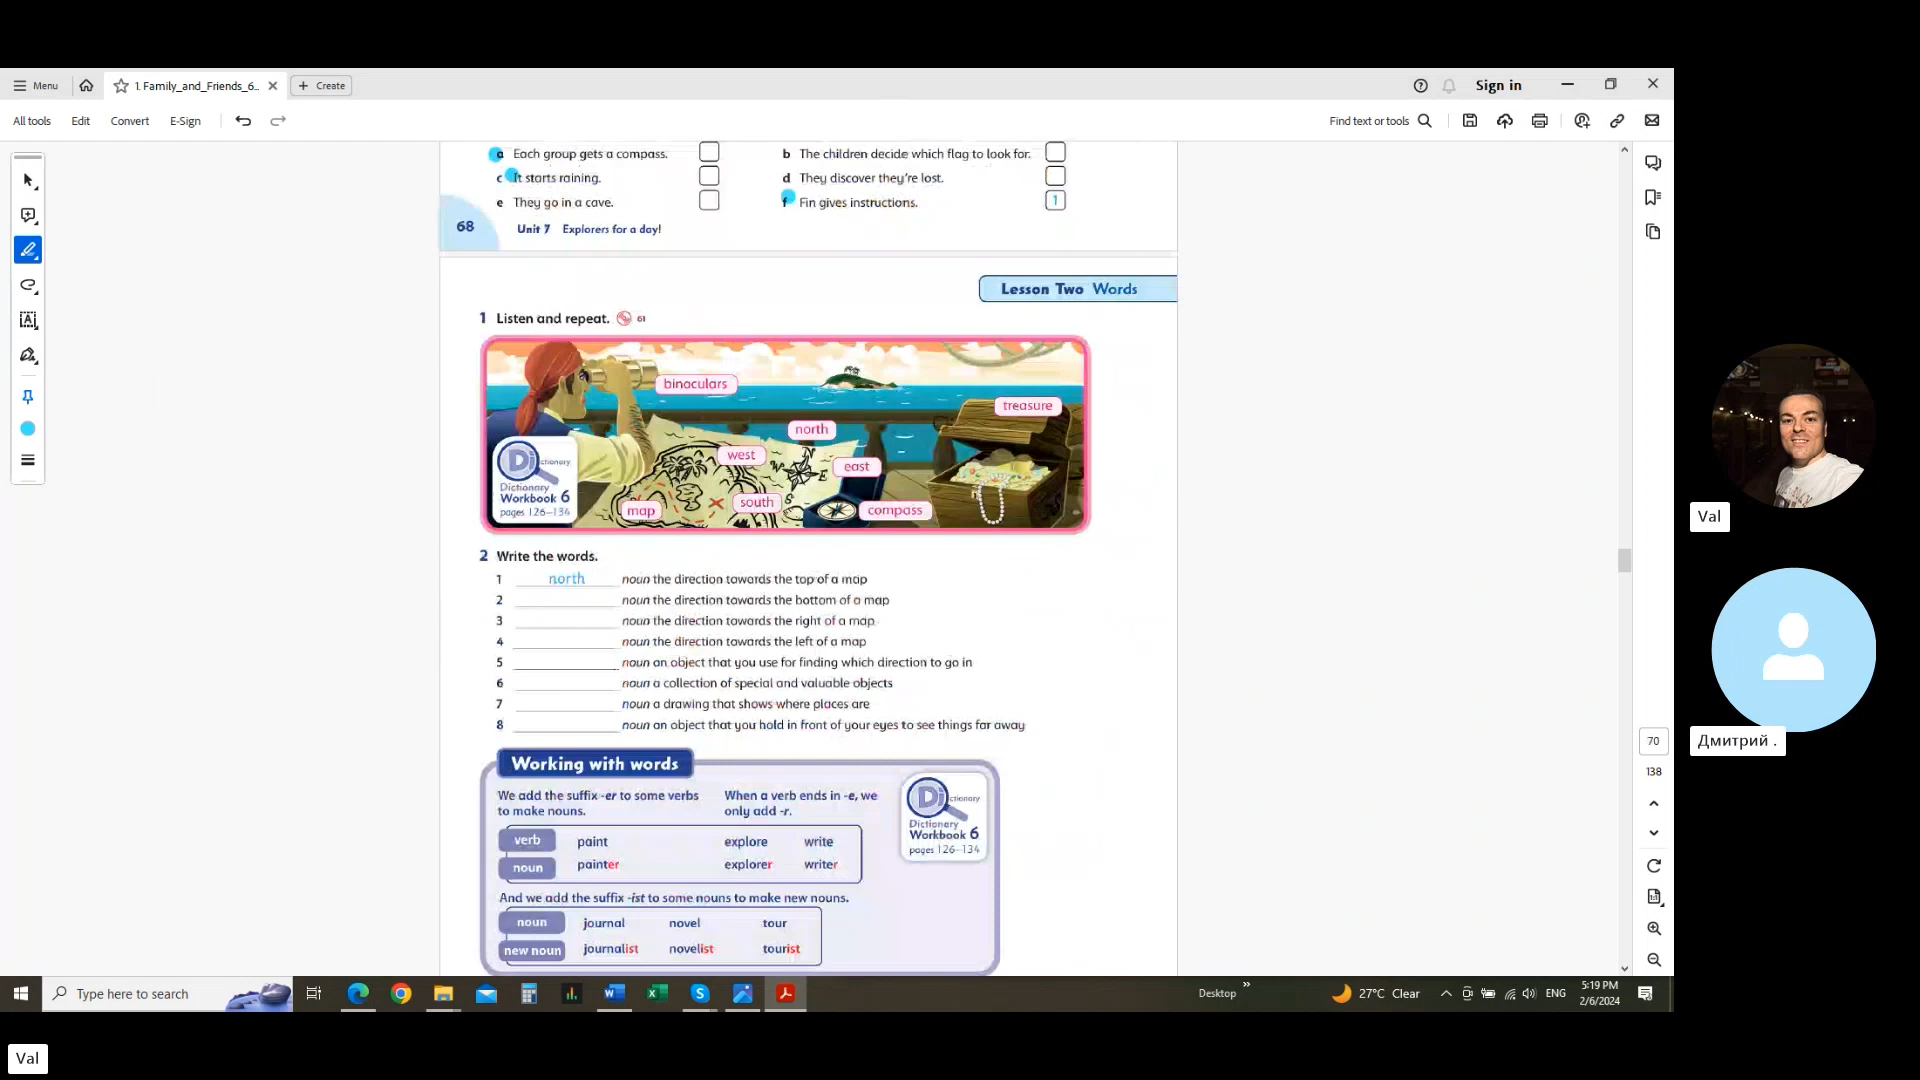 Menu
1. Family_and_Friends_6...
Create
Sign in
All tools Edit Convert E-Sign
Find text or tools
a Each group gets a compass.
b The children decide which flag to look for.
c It starts raining.
d They discover they're lost.
e They go in a cave.
f Fin gives instructions. 1
68 Unit 7 Explorers for a day!
Lesson Two Words
1 Listen and repeat. 61
binoculars
treasure
north
west
east
south
map
compass
N
W
E
S
Dictionary
Dictionary
Workbook 6
pages 126–134
2 Write the words.
1 north noun the direction towards the top of a map
2 noun the direction towards the bottom of a map
3 noun the direction towards the right of a map
4 noun the direction towards the left of a map
5 noun an object that you use for finding which direction to go in
6 noun a collection of special and valuable objects
7 noun a drawing that shows where places are
8 noun an object that you hold in front of your eyes to see things far away
Working with words
We add the suffix -er to some verbs
to make nouns.
When a verb ends in -e, we
only add -r.
verb paint explore write
noun painter explorer writer
Dictionary
Dictionary
Workbook 6
pages 126–134
And we add the suffix -ist to some nouns to make new nouns.
noun journal novel tour
new noun journalist novelist tourist
70
138
Val
Дмитрий .
Type here to search
Desktop
27°C Clear
ENG
5:19 PM
2/6/2024
Val